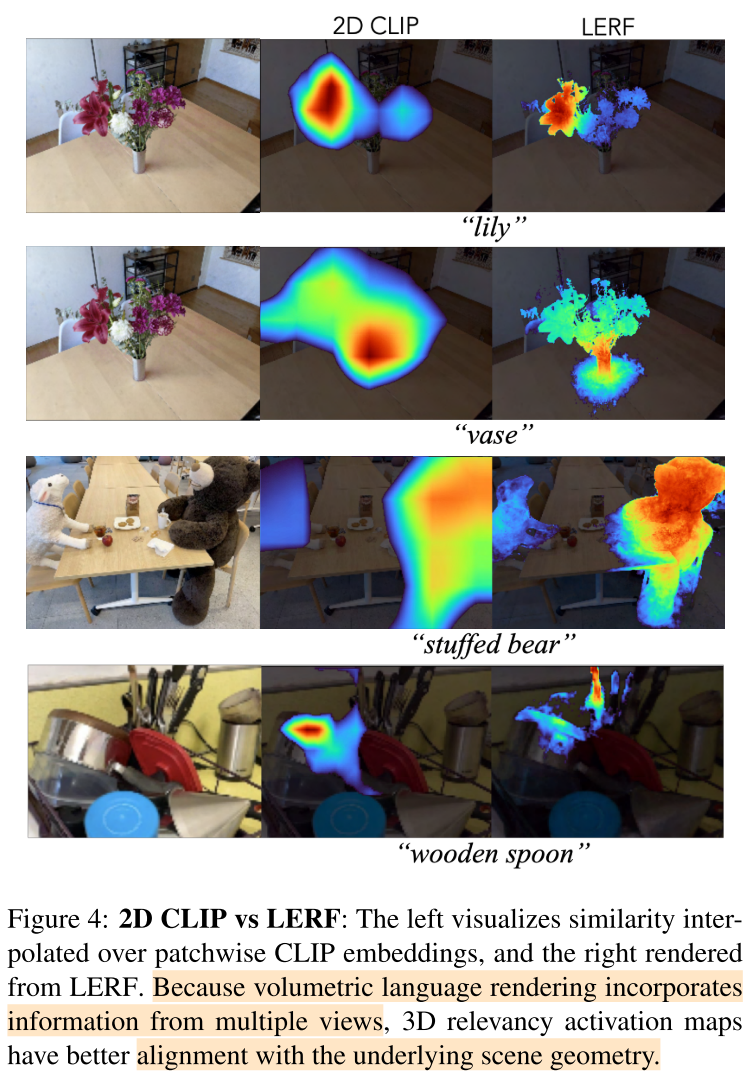 2D CLIP LERF
“lily”
“vase”
“stuffed bear”
“wooden spoon”
Figure 4: 2D CLIP vs LERF: The left visualizes similarity inter-
polated over patchwise CLIP embeddings, and the right rendered
from LERF. Because volumetric language rendering incorporates
information from multiple views, 3D relevancy activation maps
have better alignment with the underlying scene geometry.